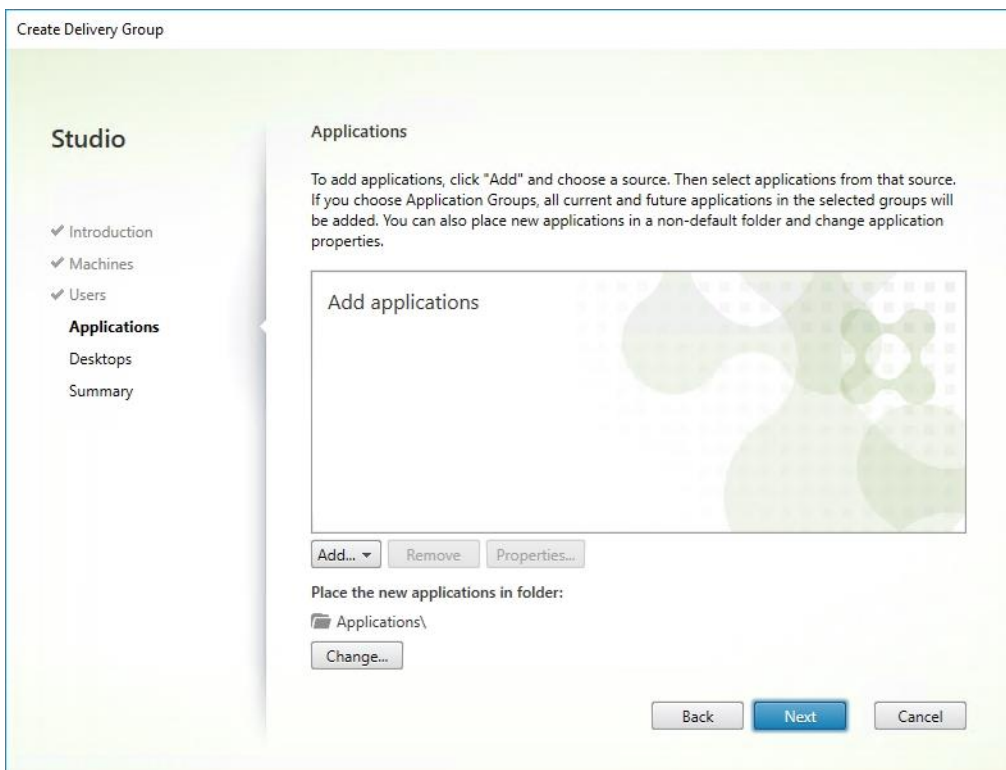 Create Delivery Group
Studio
Introduction
Machines
Users
Applications
Desktops
Summary
Applications
To add applications, click "Add" and choose a source. Then select applications from that source.
If you choose Application Groups, all current and future applications in the selected groups will
be added. You can also place new applications in a non-default folder and change application
properties.
Add applications
Add...
Remove
Properties...
Place the new applications in folder:
Applications\
Change...
Back
Next
Cancel